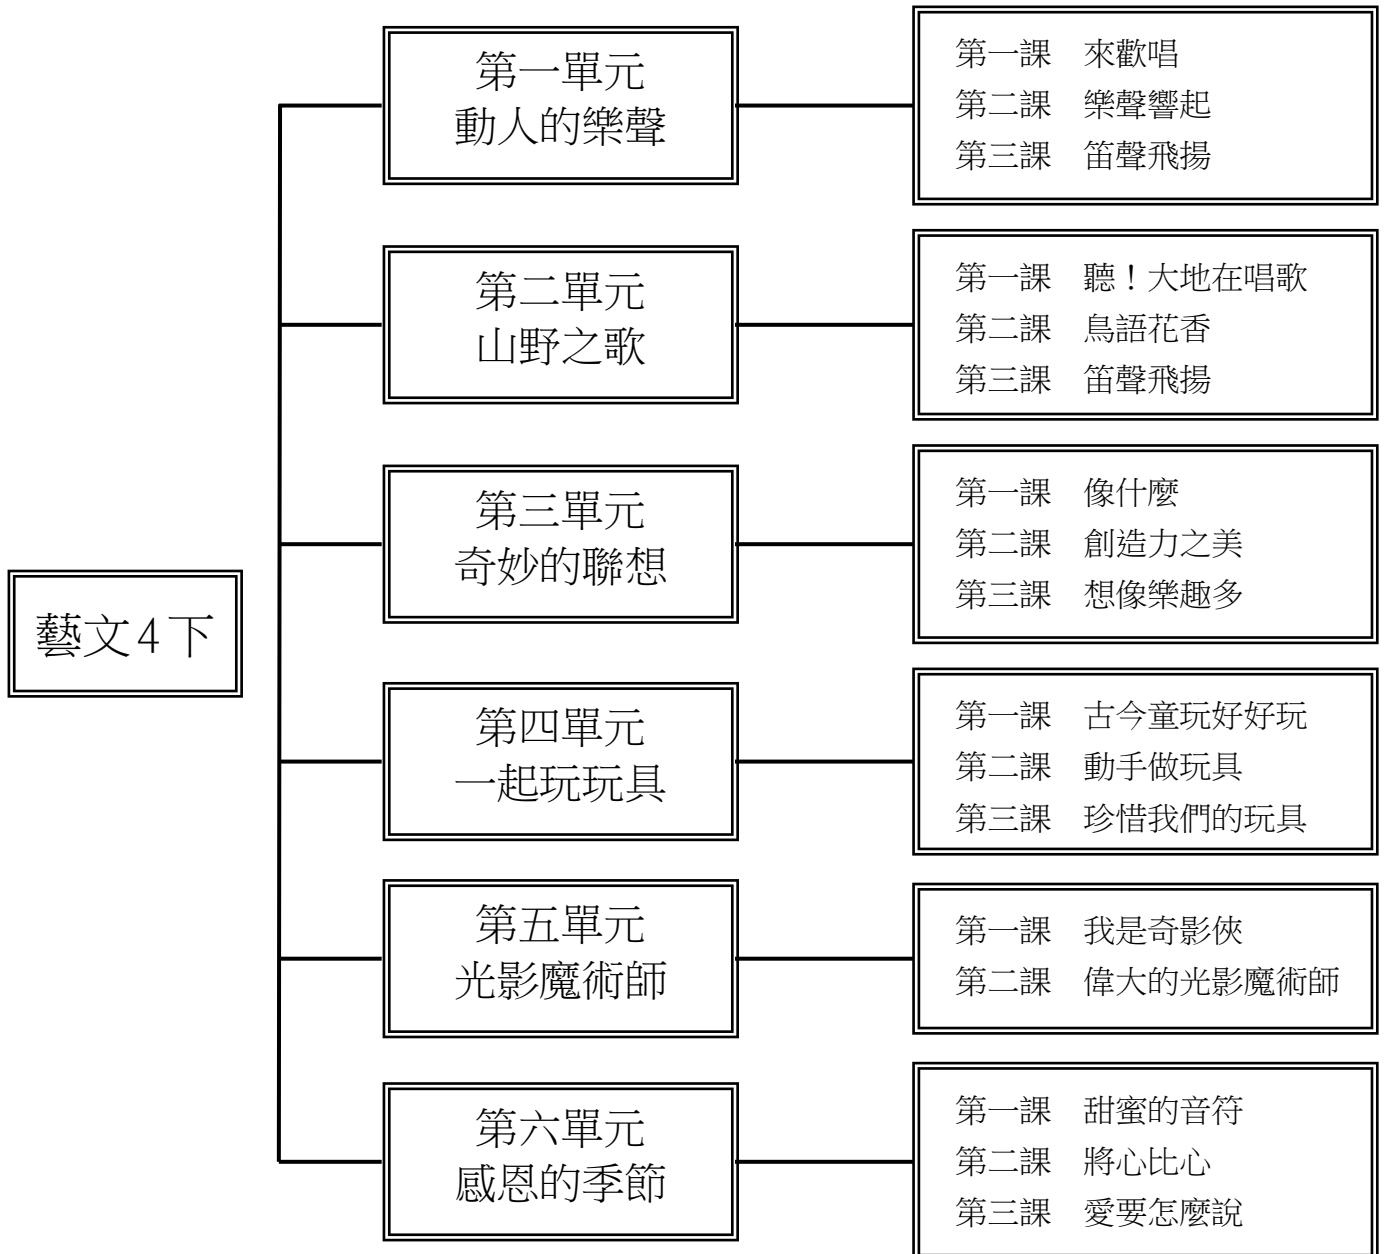 藝文4下
第一單元
動人的樂聲
第一課　來歡唱
第二課　樂聲響起
第三課　笛聲飛揚
第二單元
山野之歌
第一課　聽！大地在唱歌
第二課　鳥語花香
第三課　笛聲飛揚
第三單元
奇妙的聯想
第一課　像什麼
第二課　創造力之美
第三課　想像樂趣多
第四單元
一起玩玩具
第一課　古今童玩好好玩
第二課　動手做玩具
第三課　珍惜我們的玩具
第五單元
光影魔術師
第一課　我是奇影俠
第二課　偉大的光影魔術師
第六單元
感恩的季節
第一課　甜蜜的音符
第二課　將心比心
第三課　愛要怎麼說